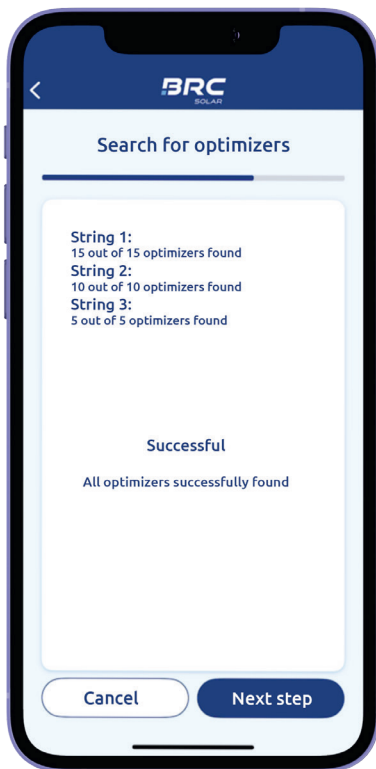 BRC
SOLAR
Search for optimizers
String 1:
15 out of 15 optimizers found
String 2:
10 out of 10 optimizers found
String 3:
5 out of 5 optimizers found
Successful
All optimizers successfully found
Cancel
Next step